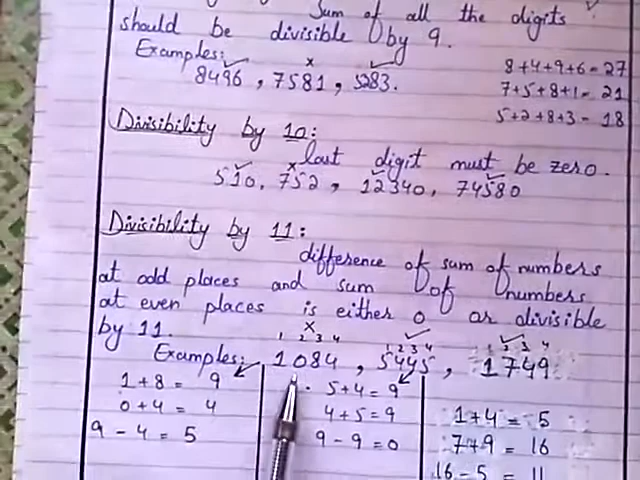 Sum of all the digits
should be divisible by 9.
Examples:
8496, 7581, 5283.
8+4+9+6=27
7+5+8+1= 21
5+2+8+3= 18
Divisibility by 10:
last digit must be zero.
510, 752, 12340, 74580
Divisibility by 11:
difference of sum of numbers
at odd places and sum of numbers
at even places is either 0 or divisible
by 11.
1 2 3 4 1 2 3 4 1 2 3 4
Examples: 1084, 5445, 1749
1+8= 9
0+4= 4
9-4=5
5+4=9
4+5=9
9-9=0
1+4= 5
7+9= 16
16-5= 11